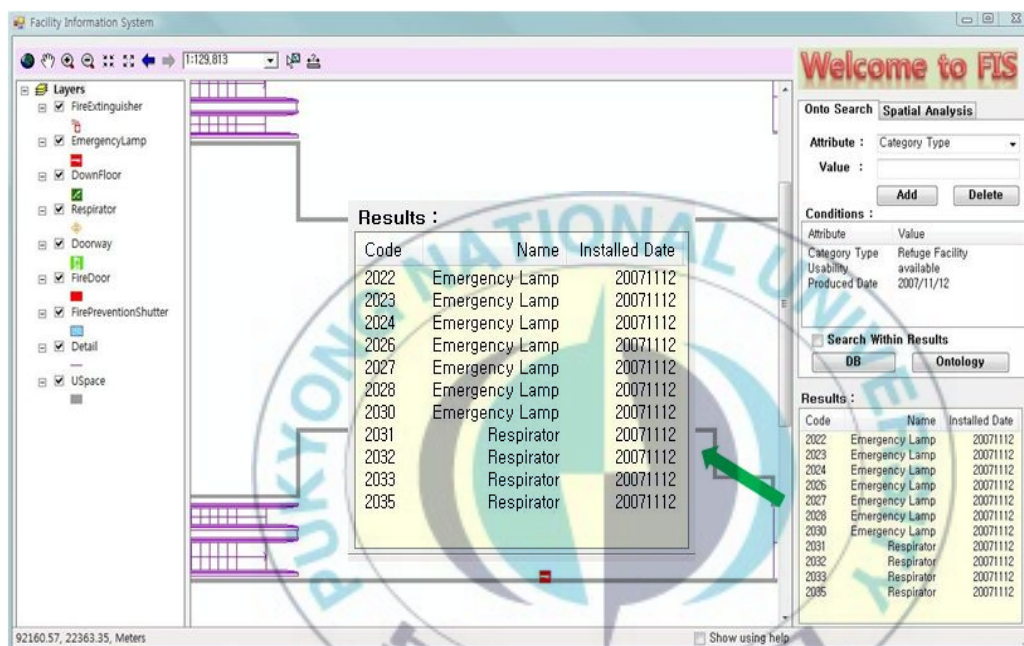 Facility Information System
1:129,813
Welcome to FIS
Layers
FireExtinguisher
EmergencyLamp
DownFloor
Respirator
Doorway
FireDoor
FirePreventionShutter
Detail
USpace
Onto Search Spatial Analysis
Attribute : Category Type
Value :
Add Delete
Conditions :
Attribute Value
Category Type Refuge Facility
Usability available
Produced Date 2007/11/12
Search Within Results
DB Ontology
Results :
Code Name Installed Date
2022 Emergency Lamp 20071112
2023 Emergency Lamp 20071112
2024 Emergency Lamp 20071112
2026 Emergency Lamp 20071112
2027 Emergency Lamp 20071112
2028 Emergency Lamp 20071112
2030 Emergency Lamp 20071112
2031 Respirator 20071112
2032 Respirator 20071112
2033 Respirator 20071112
2035 Respirator 20071112
Results :
Code Name Installed Date
2022 Emergency Lamp 20071112
2023 Emergency Lamp 20071112
2024 Emergency Lamp 20071112
2026 Emergency Lamp 20071112
2027 Emergency Lamp 20071112
2028 Emergency Lamp 20071112
2030 Emergency Lamp 20071112
2031 Respirator 20071112
2032 Respirator 20071112
2033 Respirator 20071112
2035 Respirator 20071112
PUKYONG NATIONAL UNIVERSITY
92160.57, 22363.35, Meters
Show using help